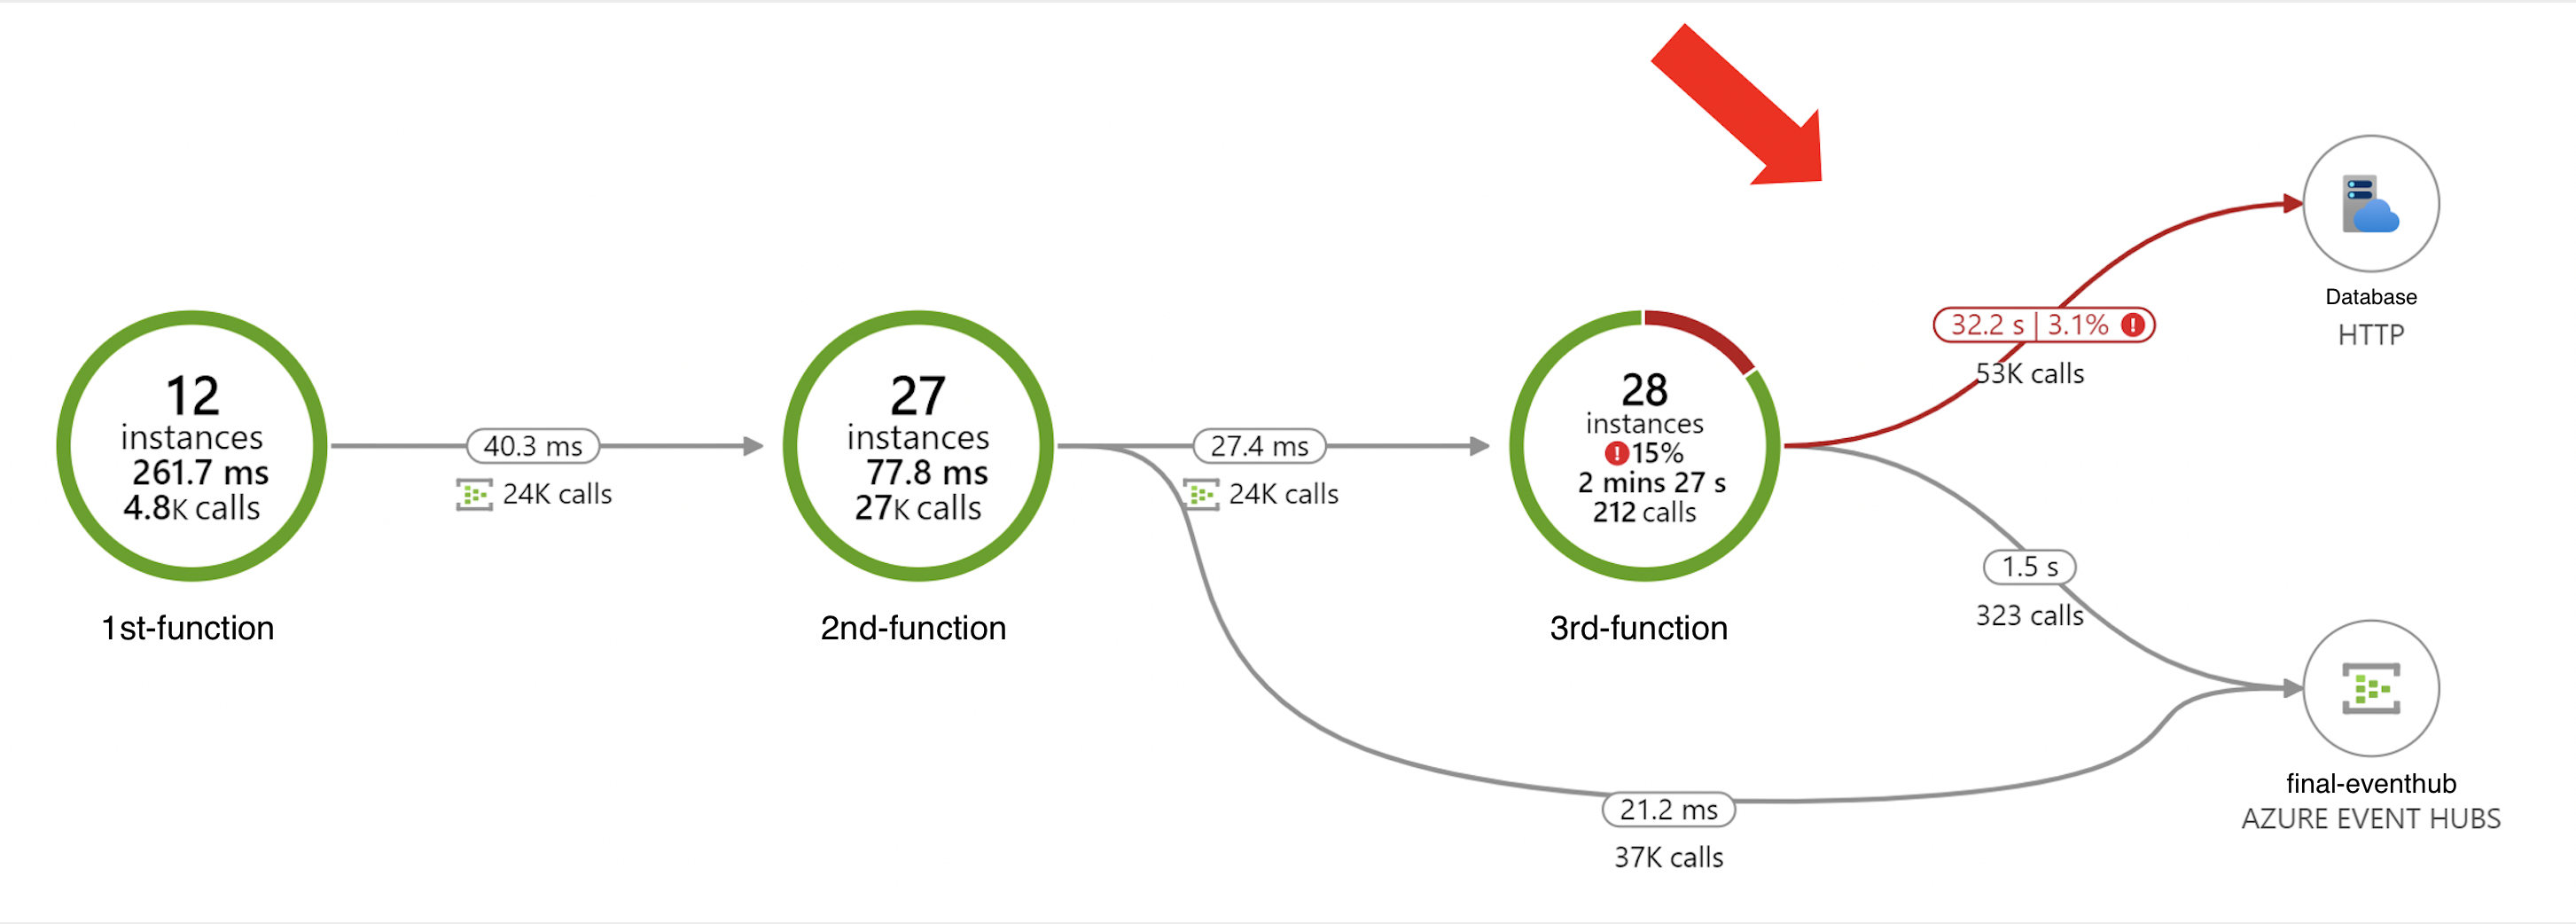 12
instances
261.7 ms
4.8K calls
1st-function
40.3 ms
24K calls
27
instances
77.8 ms
27K calls
2nd-function
27.4 ms
24K calls
28
instances
! 15%
2 mins 27 s
212 calls
3rd-function
32.2 s | 3.1% !
53K calls
Database
HTTP
1.5 s
323 calls
21.2 ms
37K calls
final-eventhub
AZURE EVENT HUBS